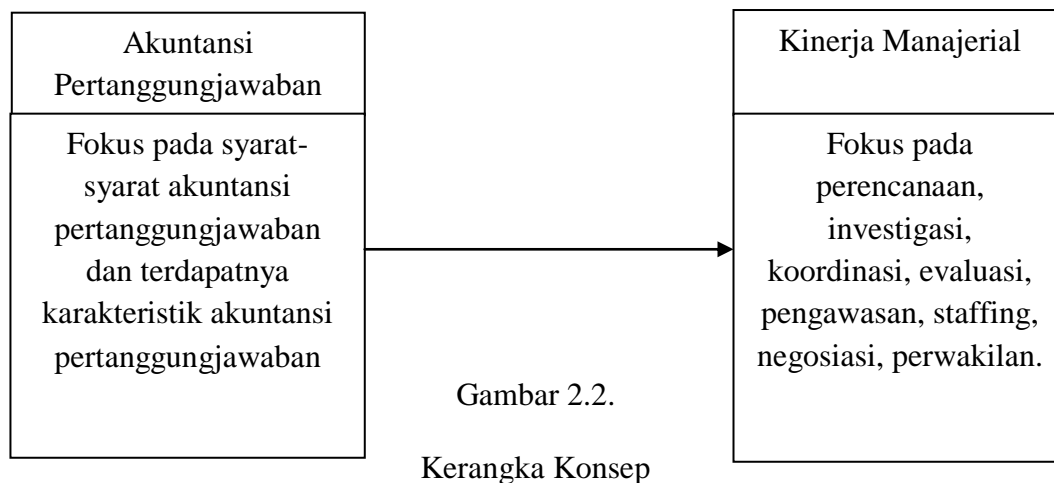 Akuntansi
Pertanggungjawaban
Fokus pada syarat-
syarat akuntansi
pertanggungjawaban
dan terdapatnya
karakteristik akuntansi
pertanggungjawaban
Kinerja Manajerial
Fokus pada
perencanaan,
investigasi,
koordinasi, evaluasi,
pengawasan, staffing,
negosiasi, perwakilan.
Gambar 2.2.
Kerangka Konsep